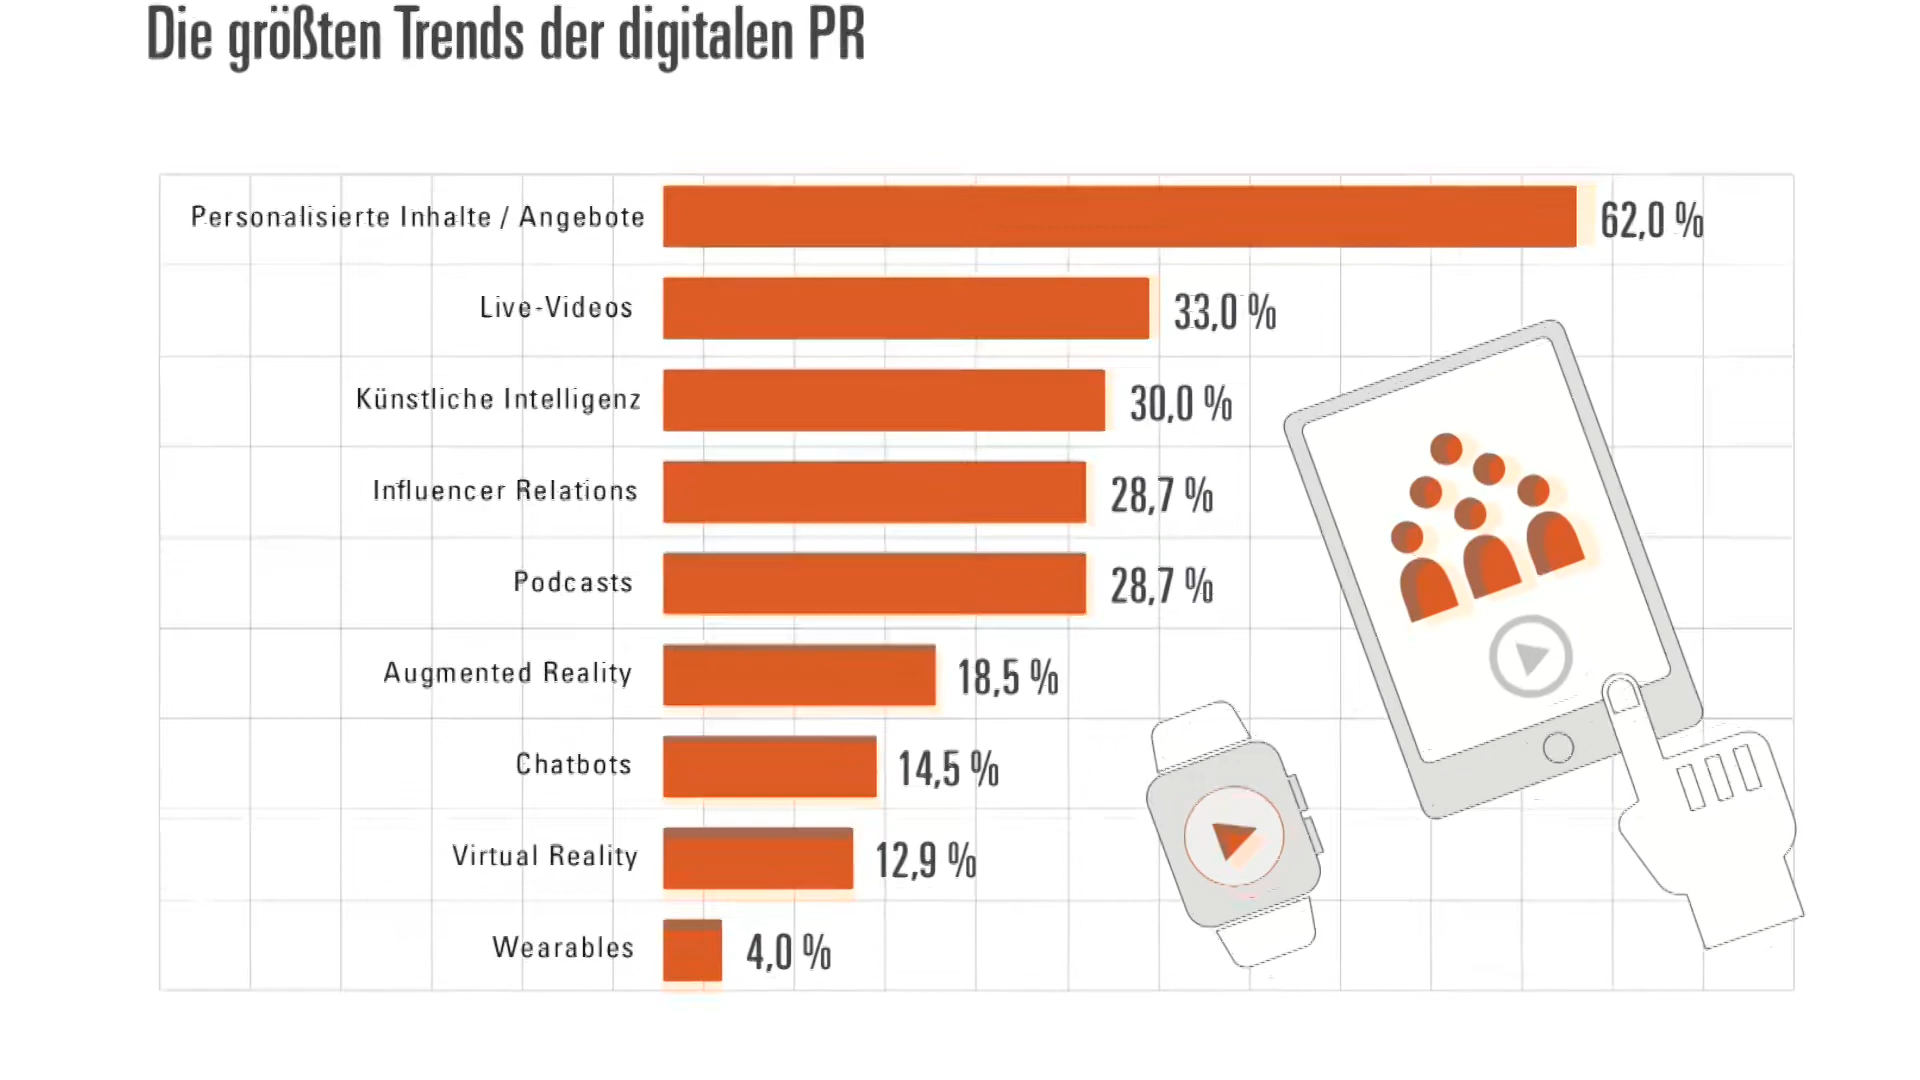 Die größten Trends der digitalen PR
Personalisierte Inhalte / Angebote 62,0 %
Live-Videos 33,0 %
Künstliche Intelligenz 30,0 %
Influencer Relations 28,7 %
Podcasts 28,7 %
Augmented Reality 18,5 %
Chatbots 14,5 %
Virtual Reality 12,9 %
Wearables 4,0 %